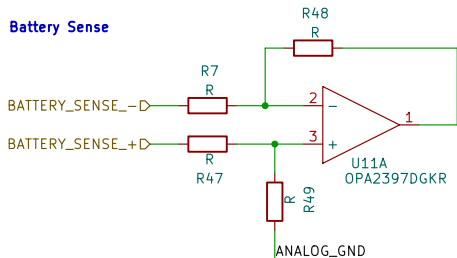 Battery Sense
R48
R
R7
R
BATTERY_SENSE_-
2
-
1
BATTERY_SENSE_+
3
+
R
R47
U11A
OPA2397DGKR
R
R49
ANALOG_GND